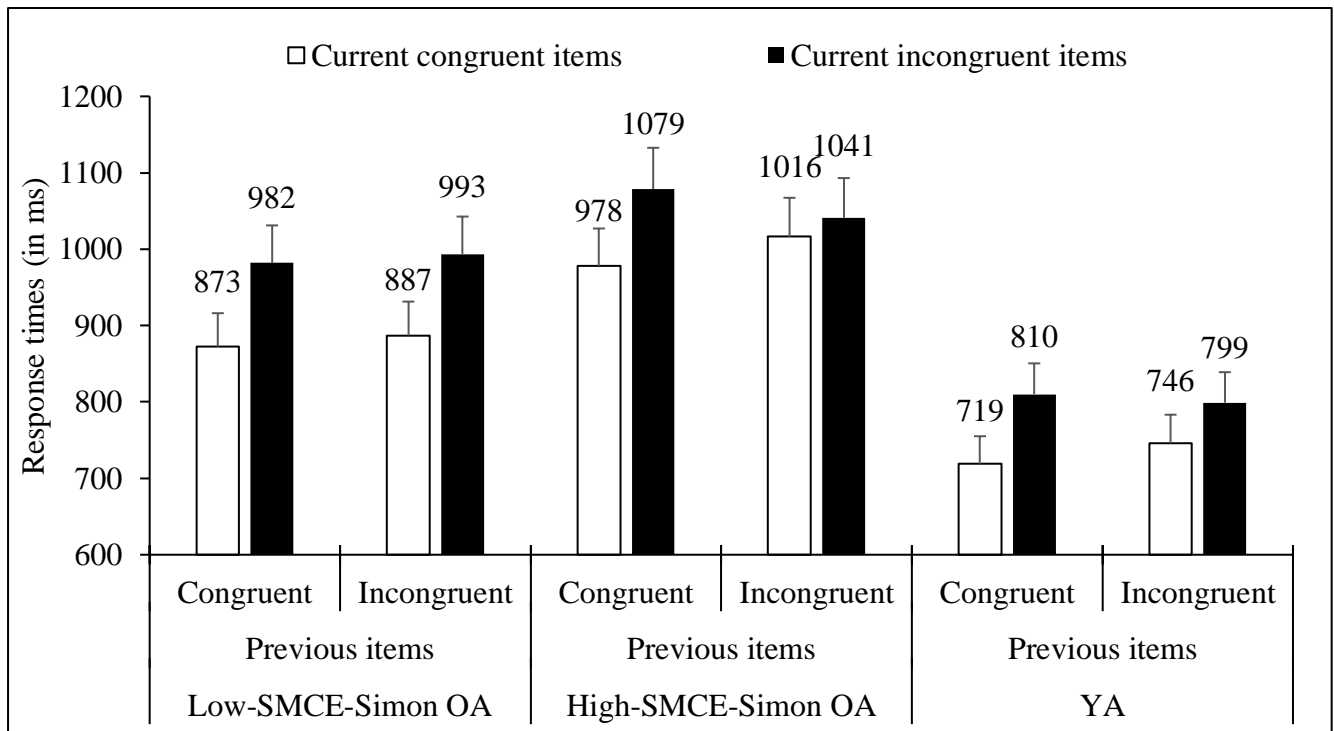 Current congruent items Current incongruent items
Response times (in ms)
1200
1100
1000
900
800
700
600
873 982 887 993 978 1079 1016 1041 719 810 746 799
Congruent Incongruent Congruent Incongruent Congruent Incongruent
Previous items Previous items Previous items
Low-SMCE-Simon OA High-SMCE-Simon OA YA